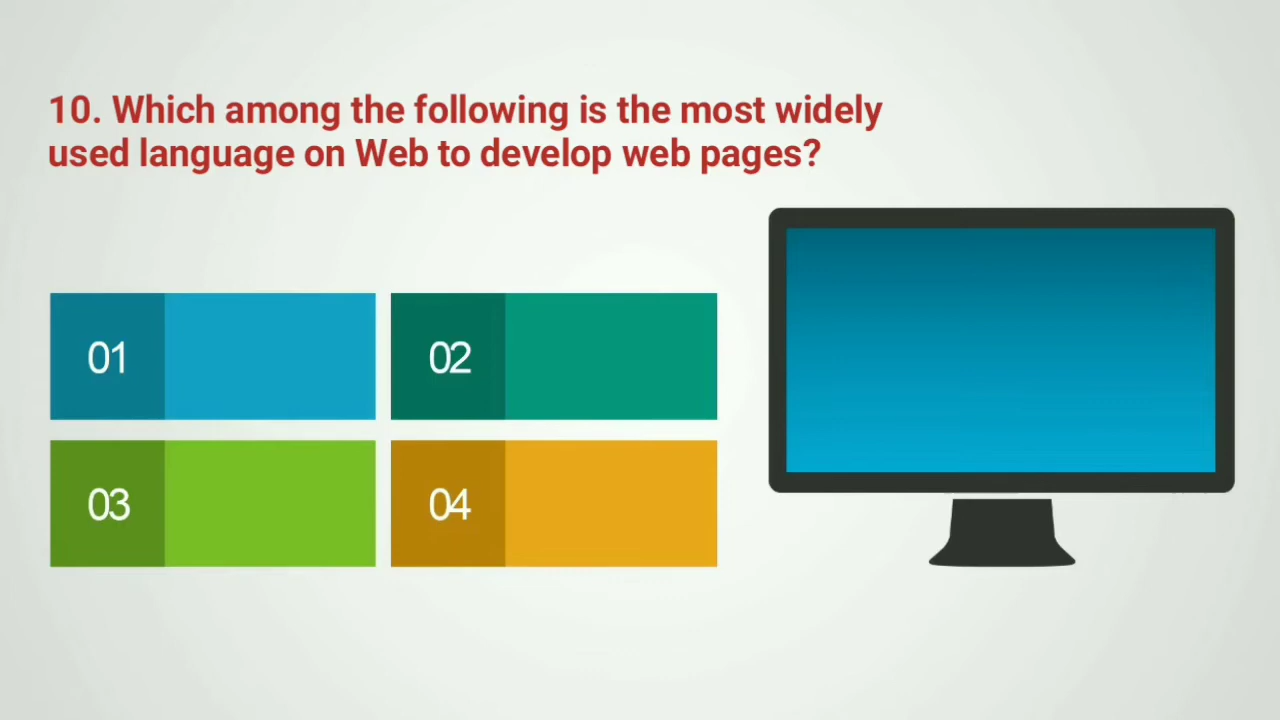 10. Which among the following is the most widely
used language on Web to develop web pages?
01
02
03
04